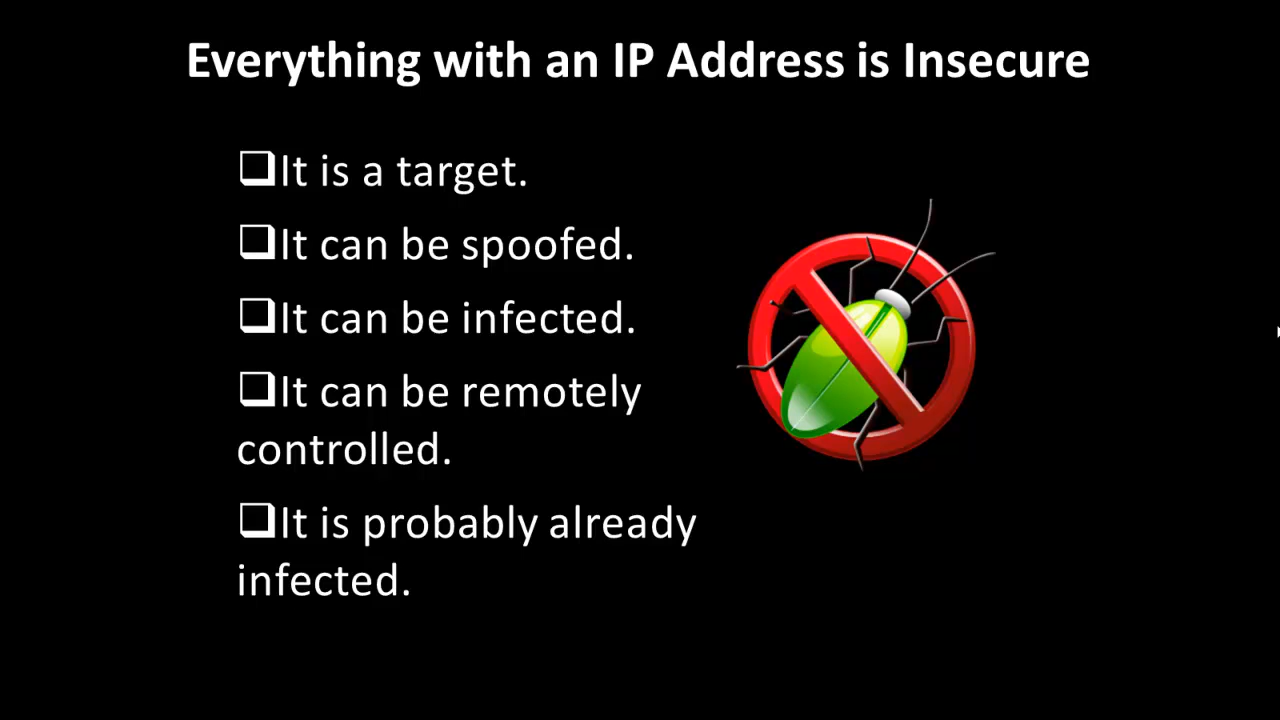 Everything with an IP Address is Insecure
❑It is a target.
❑It can be spoofed.
❑It can be infected.
❑It can be remotely
controlled.
❑It is probably already
infected.